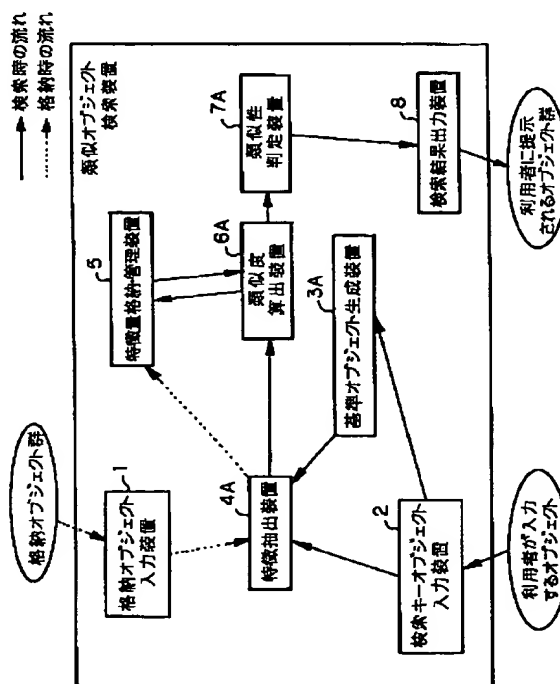 検索時の流れ
格納時の流れ
類似オブジェクト
検索装置
格納オブジェクト群
1
格納オブジェクト
入力装置
5
特徴量格納・管理装置
4A
特徴抽出装置
6A
類似度
算出装置
7A
類似性
判定装置
3A
基準オブジェクト生成装置
2
検索キーオブジェクト
入力装置
8
検索結果出力装置
利用者が入力
するオブジェクト
利用者に提示
されるオブジェクト群